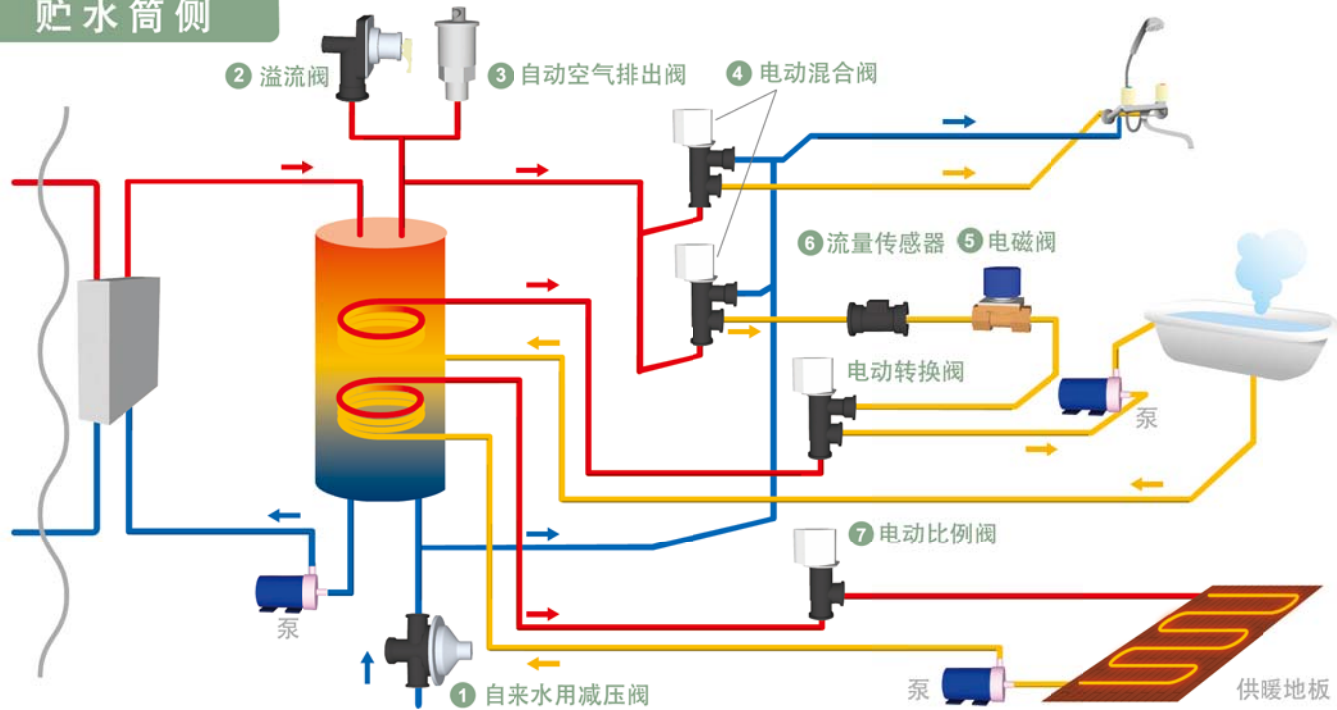 贮水筒侧
2 溢流阀
3 自动空气排出阀
4 电动混合阀
6 流量传感器
5 电磁阀
电动转换阀
泵
7 电动比例阀
泵
1 自来水用减压阀
泵
供暖地板